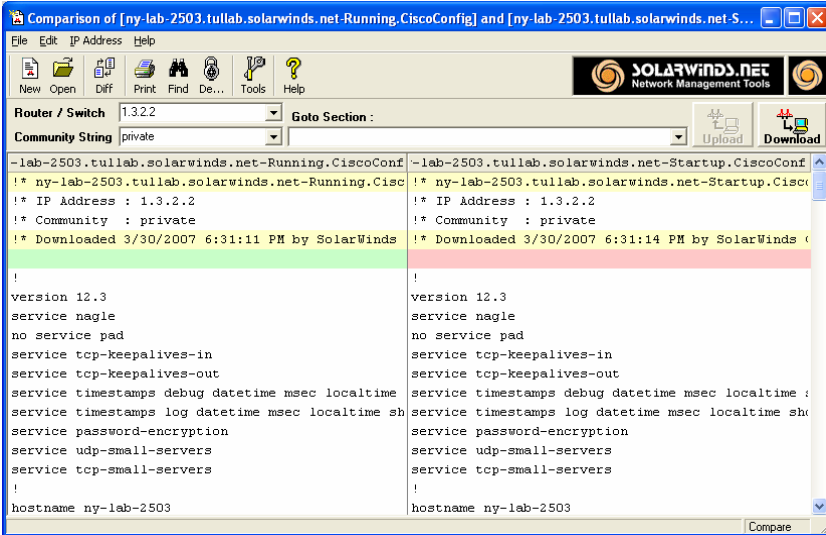 Comparison of [ny-lab-2503.tullab.solarwinds.net-Running.CiscoConfig] and [ny-lab-2503.tullab.solarwinds.net-S...
File Edit IP Address Help
New Open Diff Print Find De... Tools Help
SOLARWINDS.NET
Network Management Tools
Router / Switch 1.3.2.2 Goto Section :
Community String private Upload Download
-lab-2503.tullab.solarwinds.net-Running.CiscoConf
!* ny-lab-2503.tullab.solarwinds.net-Running.Cisc
!* IP Address : 1.3.2.2
!* Community : private
!* Downloaded 3/30/2007 6:31:11 PM by SolarWinds
!
version 12.3
service nagle
no service pad
service tcp-keepalives-in
service tcp-keepalives-out
service timestamps debug datetime msec localtime
service timestamps log datetime msec localtime sh
service password-encryption
service udp-small-servers
service tcp-small-servers
!
hostname ny-lab-2503
-lab-2503.tullab.solarwinds.net-Startup.CiscoConf
!* ny-lab-2503.tullab.solarwinds.net-Startup.Cisc
!* IP Address : 1.3.2.2
!* Community : private
!* Downloaded 3/30/2007 6:31:14 PM by SolarWinds
!
version 12.3
service nagle
no service pad
service tcp-keepalives-in
service tcp-keepalives-out
service timestamps debug datetime msec localtime
service timestamps log datetime msec localtime sh
service password-encryption
service udp-small-servers
service tcp-small-servers
!
hostname ny-lab-2503
Compare